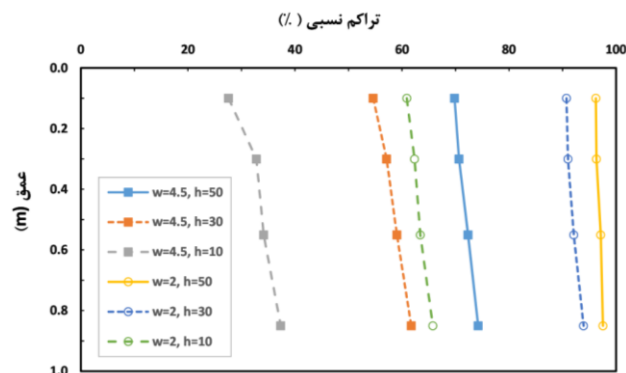 تراکم نسبی ( ٪)
0 20 40 60 80 100
0.0
0.2
0.4
0.6
0.8
1.0
عمق (m)
w=4.5, h=50
w=4.5, h=30
w=4.5, h=10
w=2, h=50
w=2, h=30
w=2, h=10